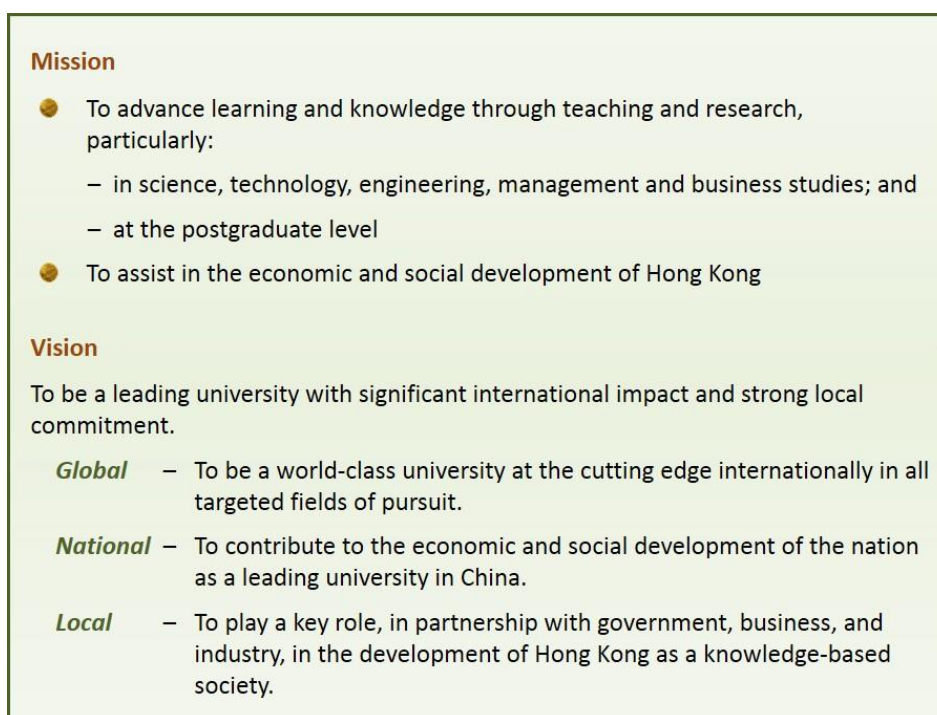 Mission
To advance learning and knowledge through teaching and research,
particularly:
– in science, technology, engineering, management and business studies; and
– at the postgraduate level
To assist in the economic and social development of Hong Kong
Vision
To be a leading university with significant international impact and strong local
commitment.
Global – To be a world-class university at the cutting edge internationally in all
targeted fields of pursuit.
National – To contribute to the economic and social development of the nation
as a leading university in China.
Local – To play a key role, in partnership with government, business, and
industry, in the development of Hong Kong as a knowledge-based
society.